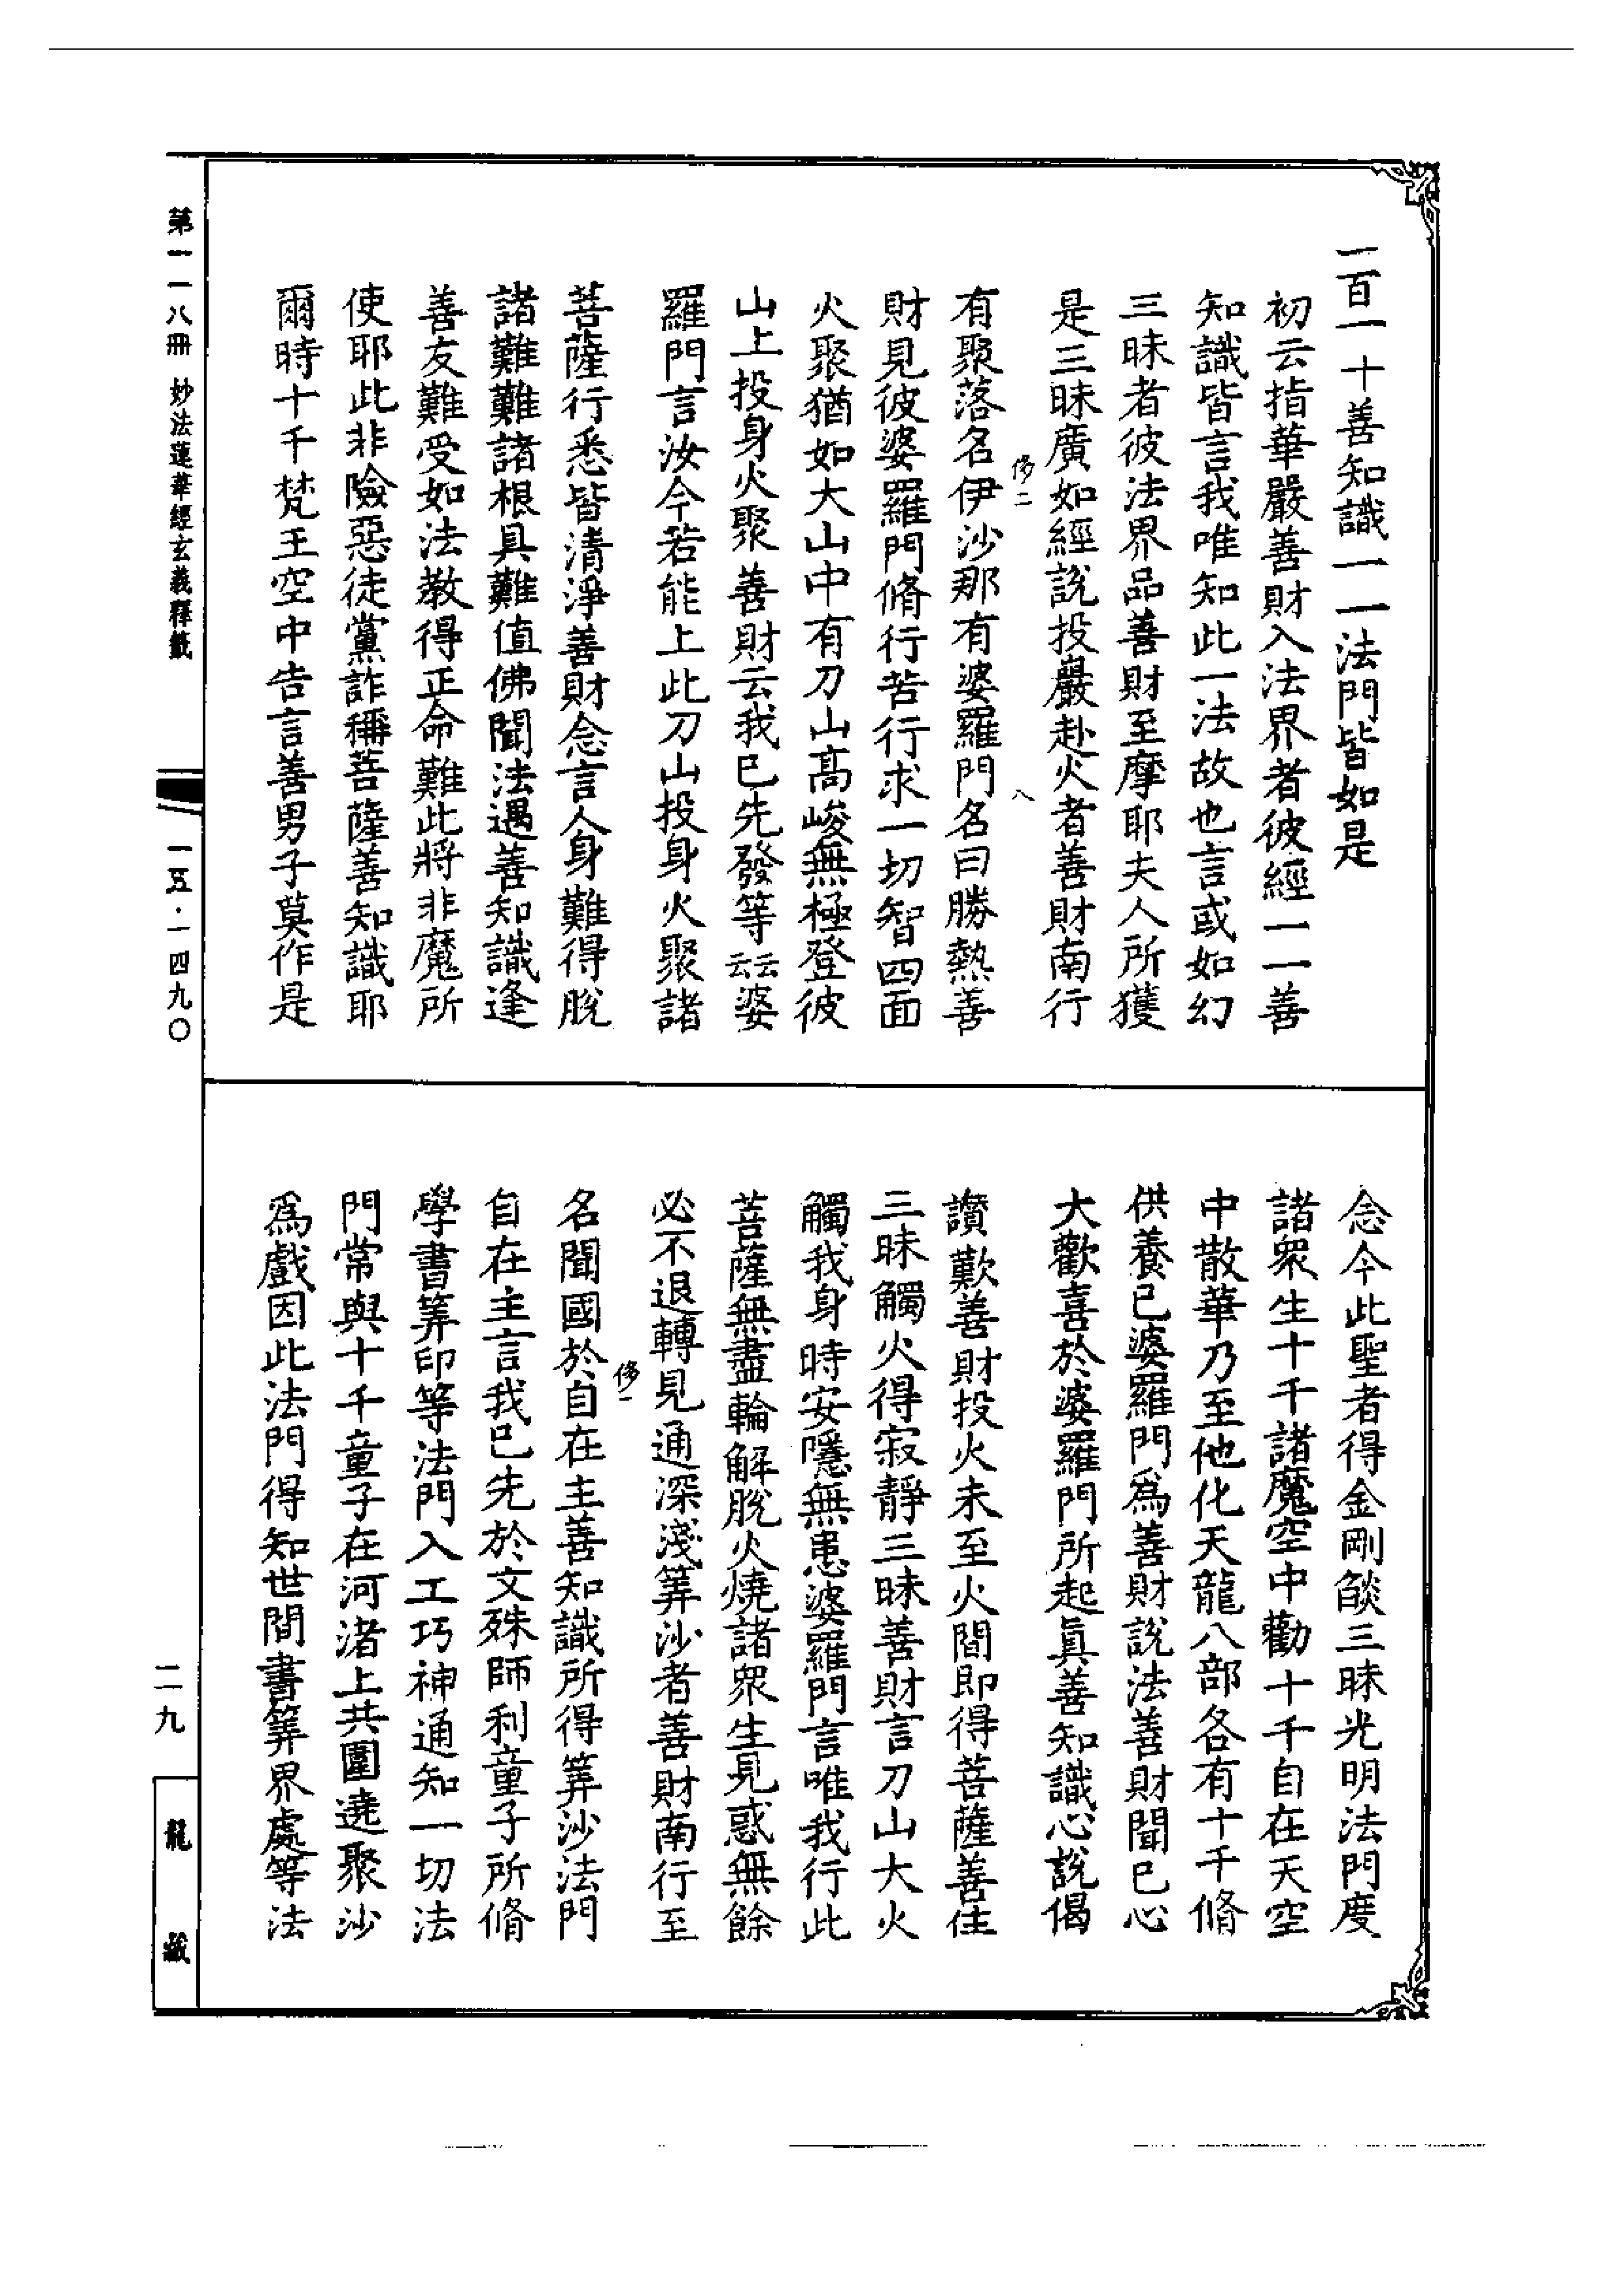 一百一十善知識一一法門皆如是
初云指華嚴善財入法界者彼經一一善
知識皆言我唯知此一法故也言或如幻
三昧者彼法界品善財至摩耶夫人所獲
是三昧廣如經說投巖赴火者善財南行
侈二 八
有聚落名伊沙那有婆羅門名曰勝熱善
財見彼婆羅門脩行苦行求一切智四面
火聚猶如大山中有刀山高峻無極登彼
山上投身火聚善財云我已先發等云云婆
羅門言汝今若能上此刀山投身火聚諸
菩薩行悉皆清淨善財念言人身難得脫
諸難難諸根具難值佛聞法遇善知識逢
善友難受如法教得正命難此將非魔所
使耶此非險惡徒黨詐稱菩薩善知識耶
爾時十千梵王空中告言善男子莫作是
念今此聖者得金剛燄三昧光明法門度
諸眾生十千諸魔空中勸十千自在天空
中散華乃至他化天龍八部各有十千脩
供養已婆羅門為善財說法善財聞已心
大歡喜於婆羅門所起真善知識心說偈
讚歎善財投火未至火間即得菩薩善住
三昧觸火得寂靜三昧善財言刀山大火
觸我身時安隱無患婆羅門言唯我行此
菩薩無盡輪解脫火燒諸眾生見惑無餘
必不退轉見通深淺筭沙者善財南行至
侈一
名聞國於自在主善知識所得筭沙法門
自在主言我已先於文殊師利童子所脩
學書筭印等法門入工巧神通知一切法
門常與十千童子在河渚上共圍遶聚沙
為戲因此法門得知世間書筭界處等法
第一一八冊 妙法蓮華經玄義釋籤
一五·一四九〇
二九
龍藏